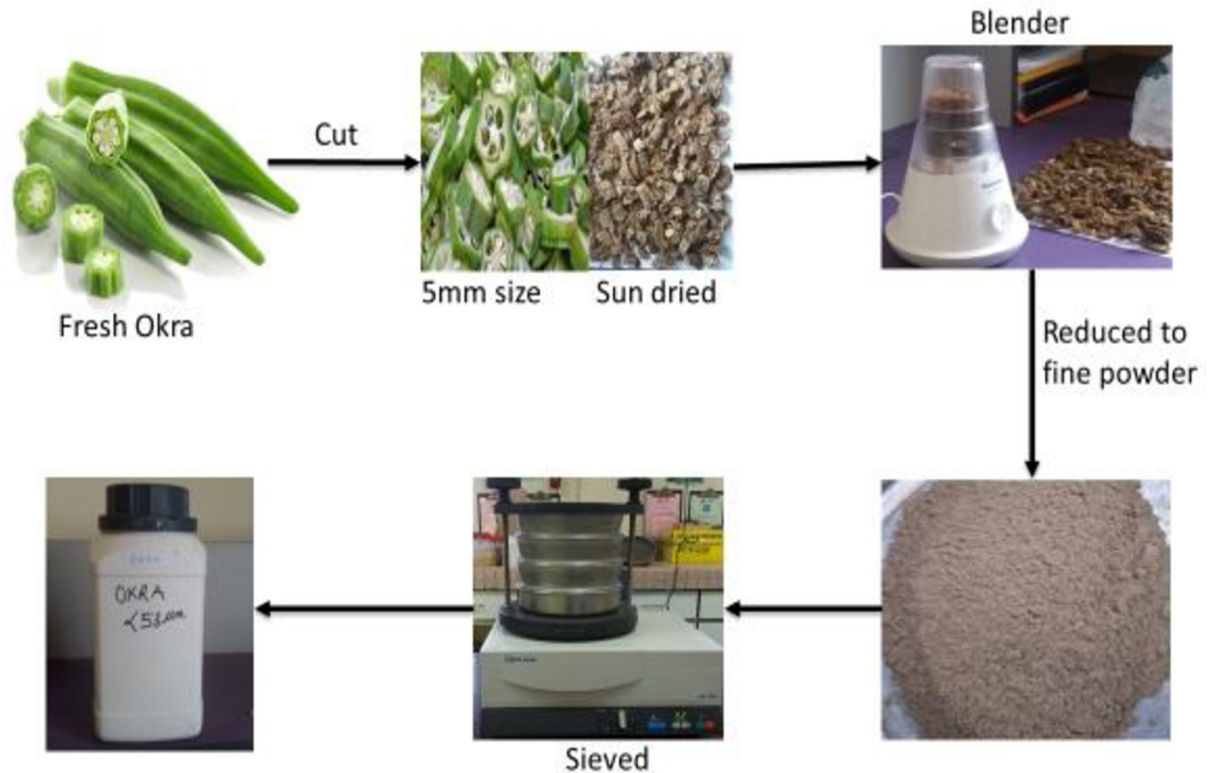 Blender
Cut
5mm size
Sun dried
Fresh Okra
Reduced to
fine powder
OKRA
Sieved